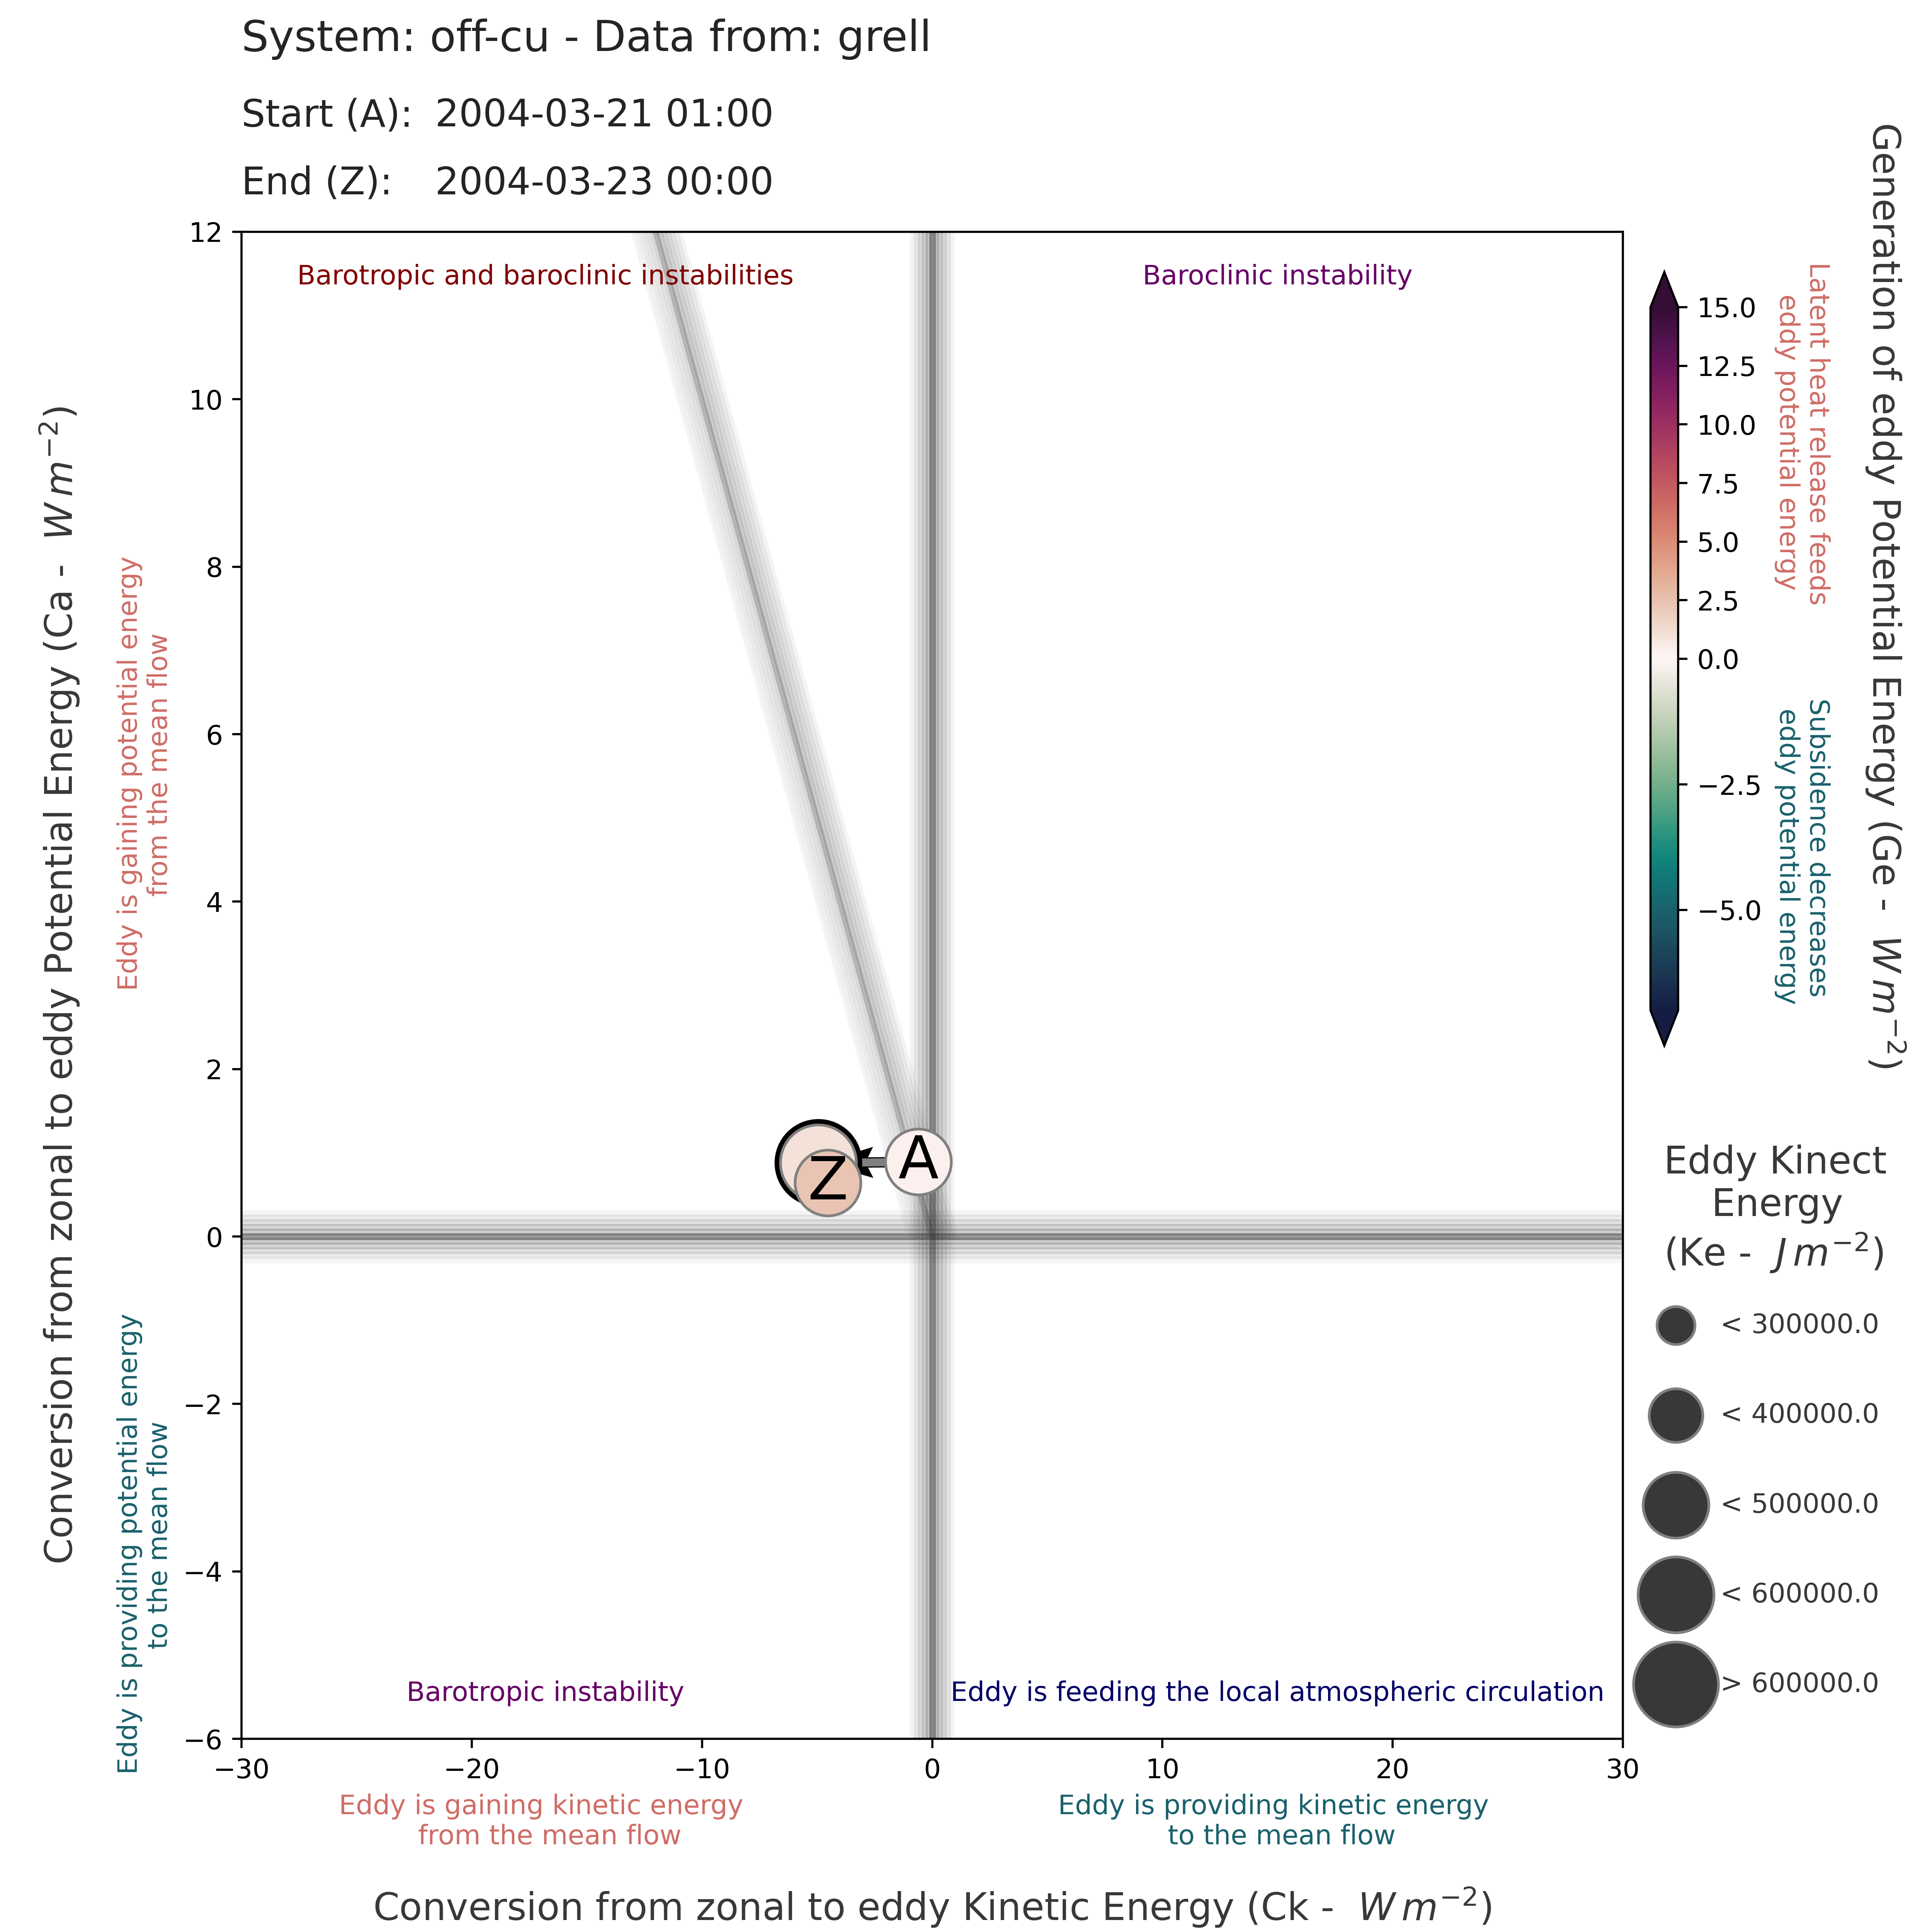 System: off-cu - Data from: grell
Start (A): 2004-03-21 01:00
End (Z): 2004-03-23 00:00
Conversion from zonal to eddy Potential Energy (Ca - W m⁻²)
Eddy is gaining potential energy
from the mean flow
Eddy is providing potential energy
to the mean flow
12
10
8
6
4
2
0
−2
−4
−6
Barotropic and baroclinic instabilities
Baroclinic instability
A
Z
Barotropic instability
Eddy is feeding the local atmospheric circulation
−30
−20
−10
0
10
20
30
Eddy is gaining kinetic energy
from the mean flow
Eddy is providing kinetic energy
to the mean flow
Conversion from zonal to eddy Kinetic Energy (Ck - W m⁻²)
15.0
12.5
10.0
7.5
5.0
2.5
0.0
−2.5
−5.0
Latent heat release feeds
eddy potential energy
Subsidence decreases
eddy potential energy
Generation of eddy Potential Energy (Ge - W m⁻²)
Eddy Kinect
Energy
(Ke - J m⁻²)
< 300000.0
< 400000.0
< 500000.0
< 600000.0
> 600000.0